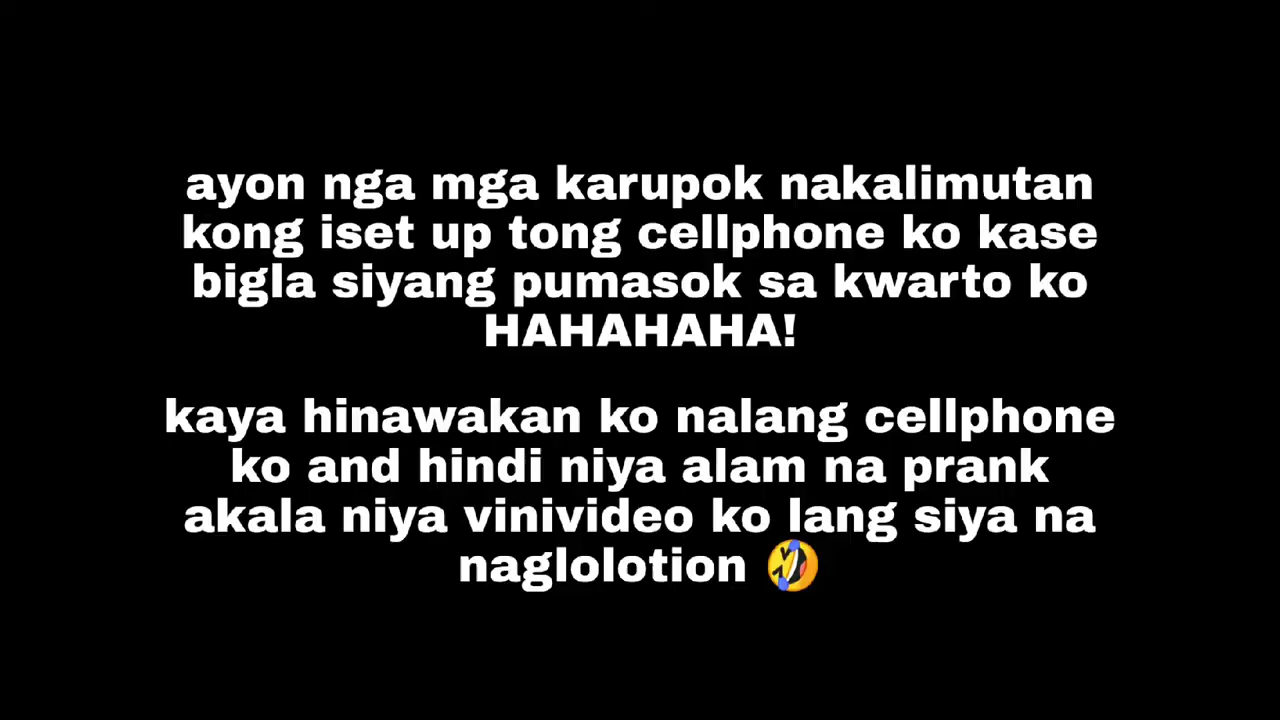 ayon nga mga karupok nakalimutan
kong iset up tong cellphone ko kase
bigla siyang pumasok sa kwarto ko
HAHAHAHA!
kaya hinawakan ko nalang cellphone
ko and hindi niya alam na prank
akala niya vinivideo ko lang siya na
naglolotion 🤣